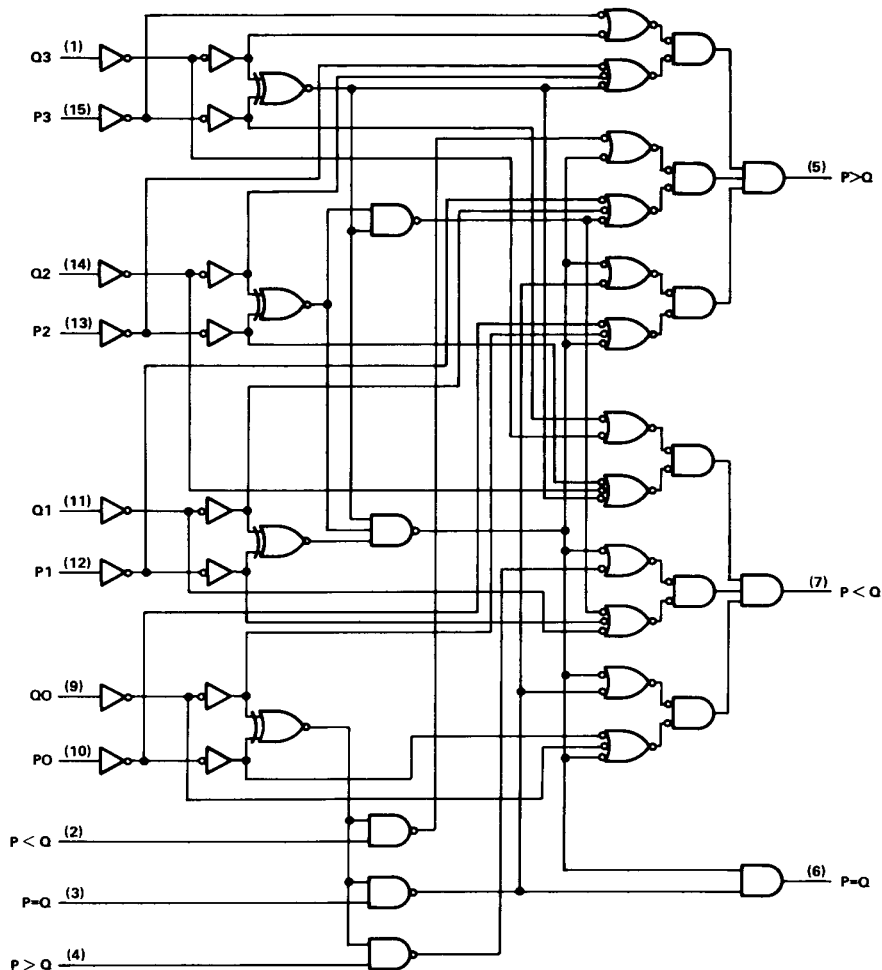 Q3 (1)
P3 (15)
(5) P>Q
Q2 (14)
P2 (13)
Q1 (11)
P1 (12)
(7) P < Q
Q0 (9)
P0 (10)
P < Q (2)
(6) P=Q
P=Q (3)
P > Q (4)